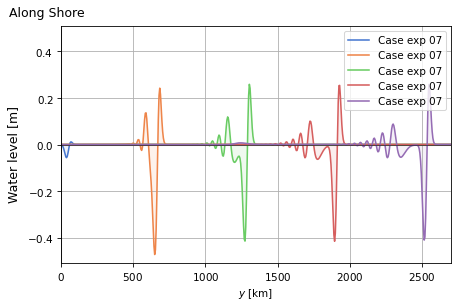 Along Shore
Case exp 07
Case exp 07
Case exp 07
Case exp 07
Case exp 07
Water level [m]
0.4
0.2
0.0
−0.2
−0.4
0 500 1000 1500 2000 2500
y [km]